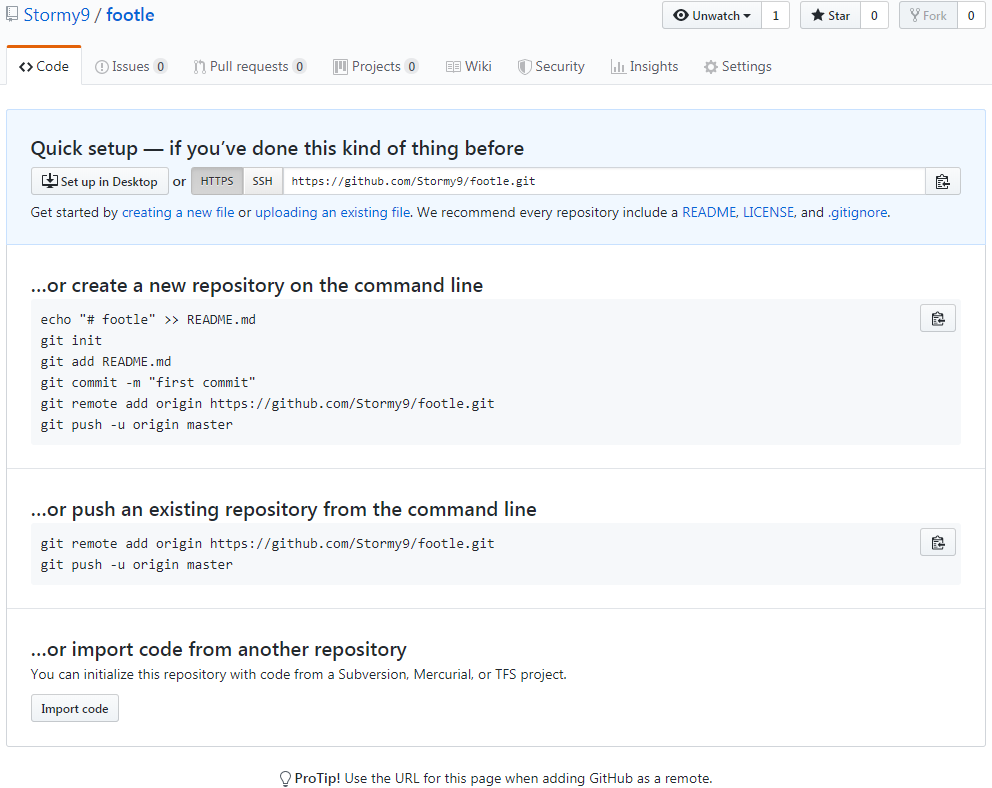 Stormy9 / footle
Unwatch 1 Star 0 Fork 0
Code Issues 0 Pull requests 0 Projects 0 Wiki Security Insights Settings
Quick setup — if you’ve done this kind of thing before
Set up in Desktop or HTTPS SSH https://github.com/Stormy9/footle.git
Get started by creating a new file or uploading an existing file. We recommend every repository include a README, LICENSE, and .gitignore.
…or create a new repository on the command line
echo "# footle" >> README.md
git init
git add README.md
git commit -m "first commit"
git remote add origin https://github.com/Stormy9/footle.git
git push -u origin master
…or push an existing repository from the command line
git remote add origin https://github.com/Stormy9/footle.git
git push -u origin master
…or import code from another repository
You can initialize this repository with code from a Subversion, Mercurial, or TFS project.
Import code
ProTip! Use the URL for this page when adding GitHub as a remote.